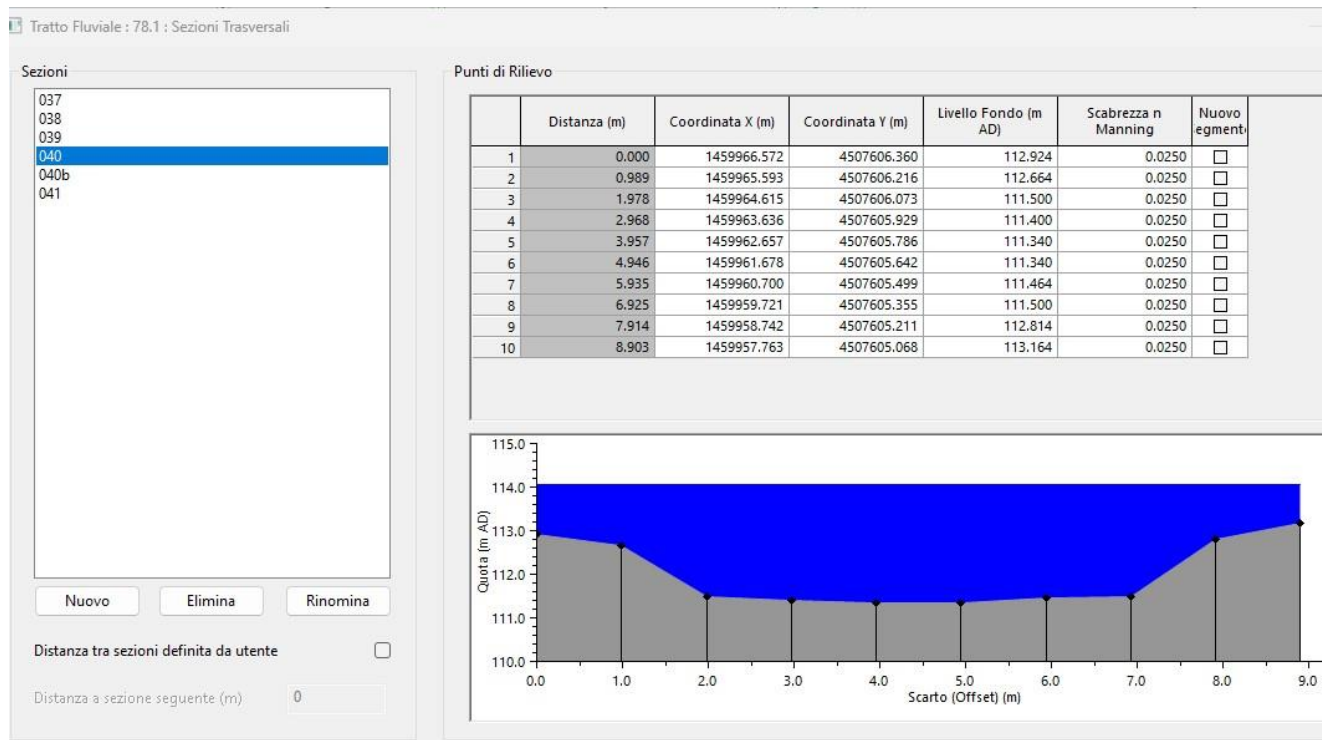 Tratto Fluviale : 78.1 : Sezioni Trasversali
Sezioni
037
038
039
040
040b
041
Nuovo Elimina Rinomina
Distanza tra sezioni definita da utente
Distanza a sezione seguente (m) 0
Punti di Rilievo
Distanza (m) Coordinata X (m) Coordinata Y (m) Livello Fondo (m AD) Scabrezza n Manning Nuovo egment
1 0.000 1459966.572 4507606.360 112.924 0.0250
2 0.989 1459965.593 4507606.216 112.664 0.0250
3 1.978 1459964.615 4507606.073 111.500 0.0250
4 2.968 1459963.636 4507605.929 111.400 0.0250
5 3.957 1459962.657 4507605.786 111.340 0.0250
6 4.946 1459961.678 4507605.642 111.340 0.0250
7 5.935 1459960.700 4507605.499 111.464 0.0250
8 6.925 1459959.721 4507605.355 111.500 0.0250
9 7.914 1459958.742 4507605.211 112.814 0.0250
10 8.903 1459957.763 4507605.068 113.164 0.0250
115.0
114.0
113.0
112.0
111.0
110.0
Quota (m AD)
0.0 1.0 2.0 3.0 4.0 5.0 6.0 7.0 8.0 9.0
Scarto (Offset) (m)